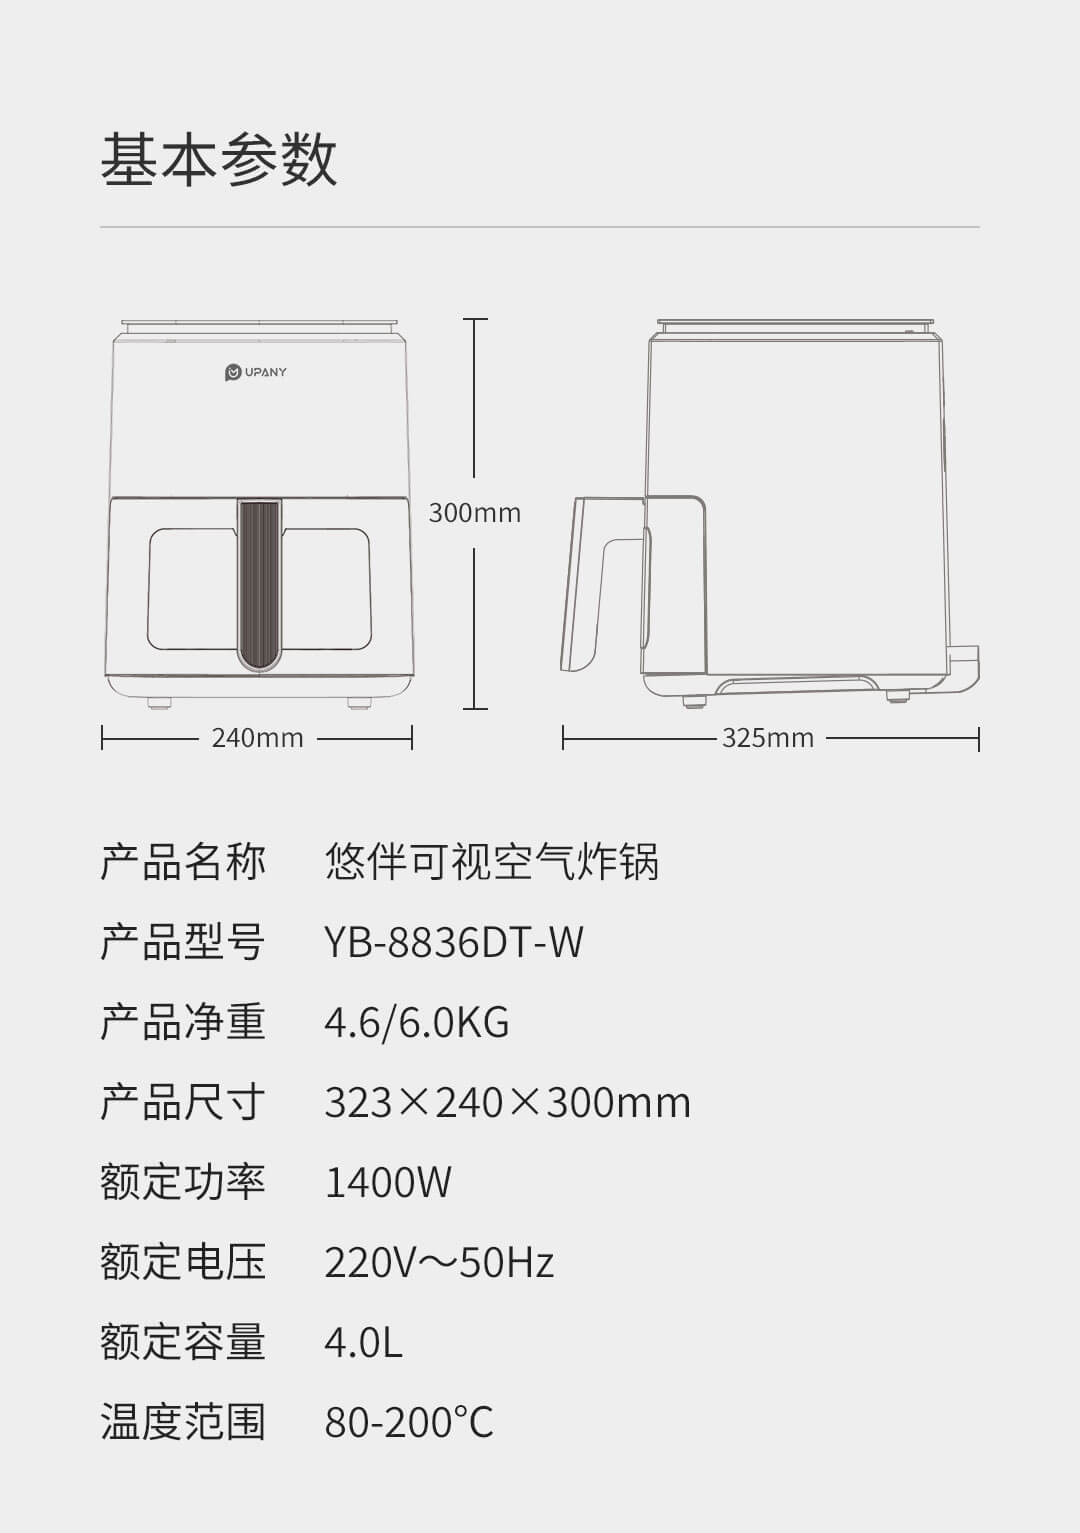 基本参数
UPANY
300mm
240mm
325mm
产品名称 悠伴可视空气炸锅
产品型号 YB-8836DT-W
产品净重 4.6/6.0KG
产品尺寸 323×240×300mm
额定功率 1400W
额定电压 220V～50Hz
额定容量 4.0L
温度范围 80-200℃